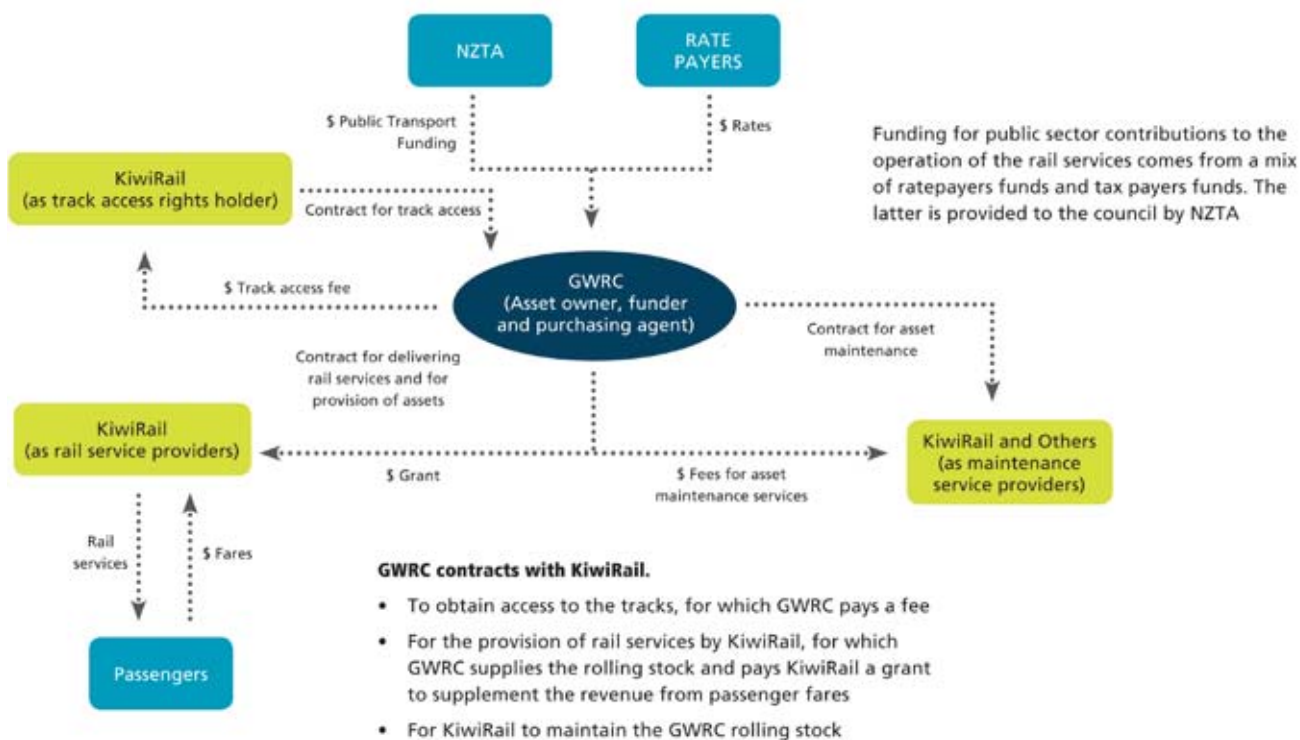 NZTA
RATE
PAYERS
$ Public Transport
Funding
$ Rates
Funding for public sector contributions to the
operation of the rail services comes from a mix
of ratepayers funds and tax payers funds. The
latter is provided to the council by NZTA
KiwiRail
(as track access rights holder)
Contract for track access
$ Track access fee
GWRC
(Asset owner, funder
and purchasing agent)
Contract for asset
maintenance
Contract for delivering
rail services and for
provision of assets
KiwiRail
(as rail service providers)
$ Grant
$ Fees for asset
maintenance services
KiwiRail and Others
(as maintenance
service providers)
Rail
services
$ Fares
Passengers
GWRC contracts with KiwiRail.
• To obtain access to the tracks, for which GWRC pays a fee
• For the provision of rail services by KiwiRail, for which
GWRC supplies the rolling stock and pays KiwiRail a grant
to supplement the revenue from passenger fares
• For KiwiRail to maintain the GWRC rolling stock